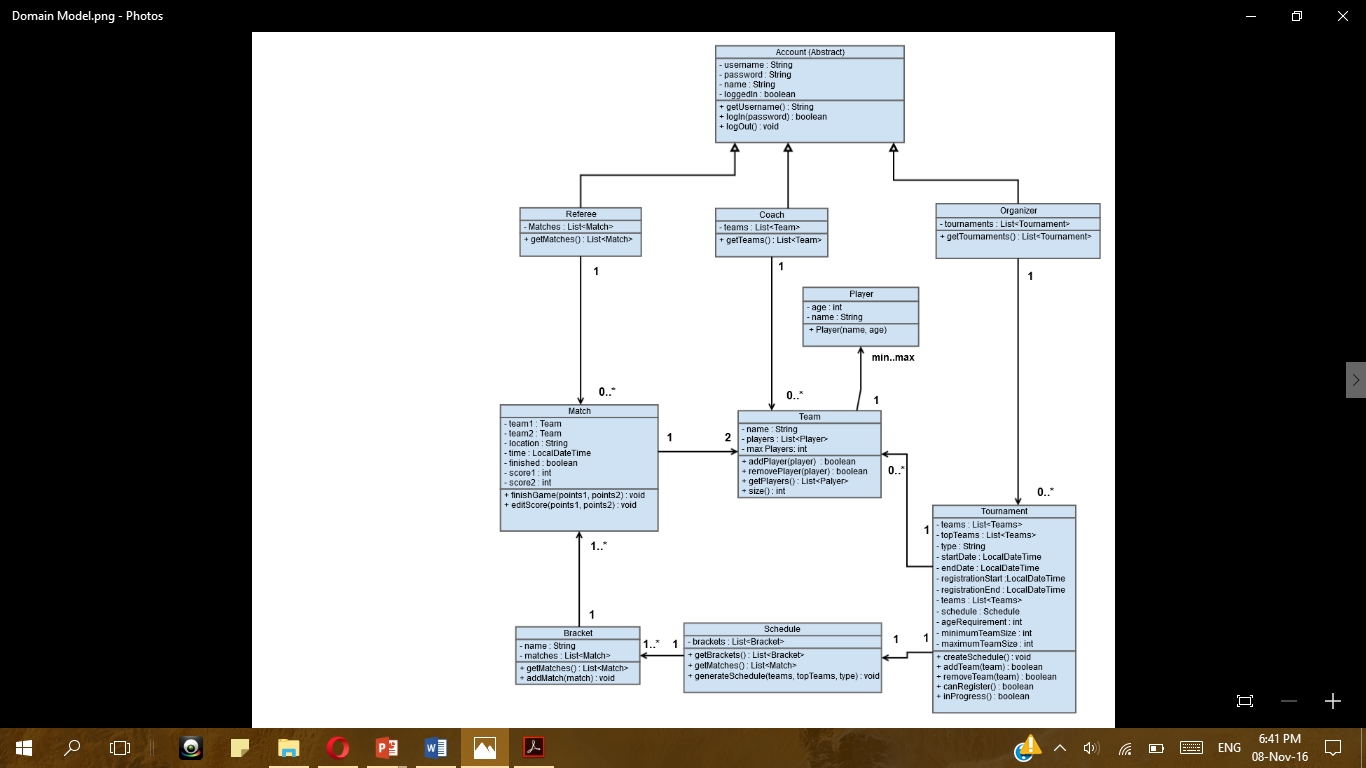 Domain Model.png - Photos
Account (Abstract)
- username : String
- password : String
- name : String
- loggedIn : boolean
+ getUsername() : String
+ logIn(password) : boolean
+ logOut() : void
Referee
- Matches : List<Match>
+ getMatches() : List<Match>
Coach
- teams : List<Team>
+ getTeams() : List<Team>
Organizer
- tournaments : List<Tournament>
+ getTournaments() : List<Tournament>
1
1
1
Player
- age : int
- name : String
+ Player(name, age)
min..max
0..*
0..*
1
0..*
Match
- team1 : Team
- team2 : Team
- location : String
- time : LocalDateTime
- finished : boolean
- score1 : int
- score2 : int
+ finishGame(points1, points2) : void
+ editScore(points1, points2) : void
1
2
Team
- name : String
- players : List<Player>
- max Players: int
+ addPlayer(player) : boolean
+ removePlayer(player) : boolean
+ getPlayers() : List<Palyer>
+ size() : int
0..*
1
Tournament
- teams : List<Teams>
- topTeams : List<Teams>
- type : String
- startDate : LocalDateTime
- endDate : LocalDateTime
- registrationStart :LocalDateTime
- registrationEnd : LocalDateTime
- teams : List<Teams>
- schedule : Schedule
- ageRequirement : int
- minimumTeamSize : int
- maximumTeamSize : int
+ createSchedule() : void
+ addTeam(team) : boolean
+ removeTeam(team) : boolean
+ canRegister() : boolean
+ inProgress() : boolean
1..*
1
Bracket
- name : String
- matches : List<Match>
+ getMatches() : List<Match>
+ addMatch(match) : void
1..*
1
Schedule
- brackets : List<Bracket>
+ getBrackets() : List<Bracket>
+ getMatches() : List<Match>
+ generateSchedule(teams, topTeams, type) : void
1
1
ENG
6:41 PM
08-Nov-16